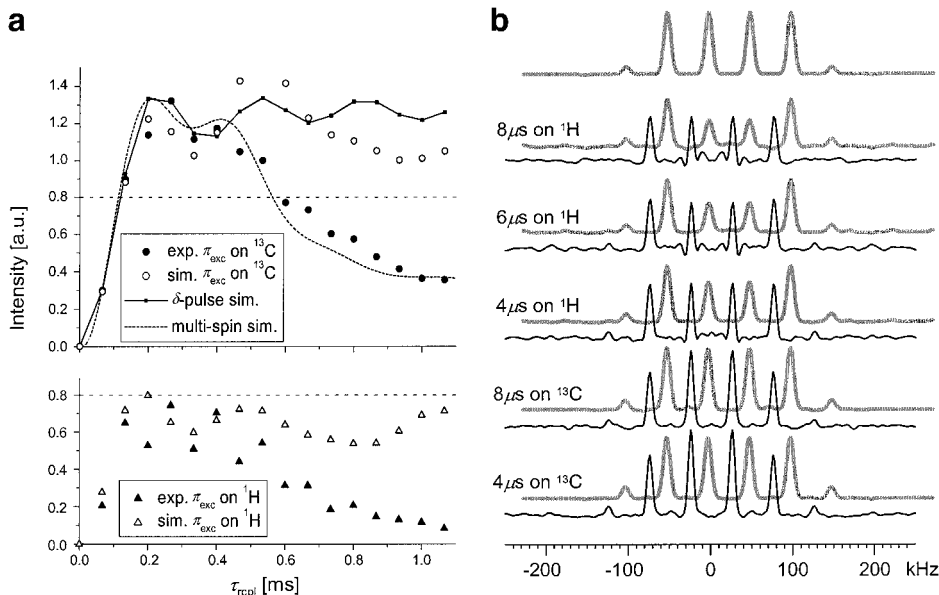 a
Intensity [a.u.]
1.4
1.2
1.0
0.8
0.6
0.4
0.2
0.0
exp. π_exc on ¹³C
sim. π_exc on ¹³C
δ-pulse sim.
multi-spin sim.
0.8
0.6
0.4
0.2
0.0
exp. π_exc on ¹H
sim. π_exc on ¹H
0.0 0.2 0.4 0.6 0.8 1.0
τ_rcpl [ms]
b
8μs on ¹H
6μs on ¹H
4μs on ¹H
8μs on ¹³C
4μs on ¹³C
-200 -100 0 100 200 kHz